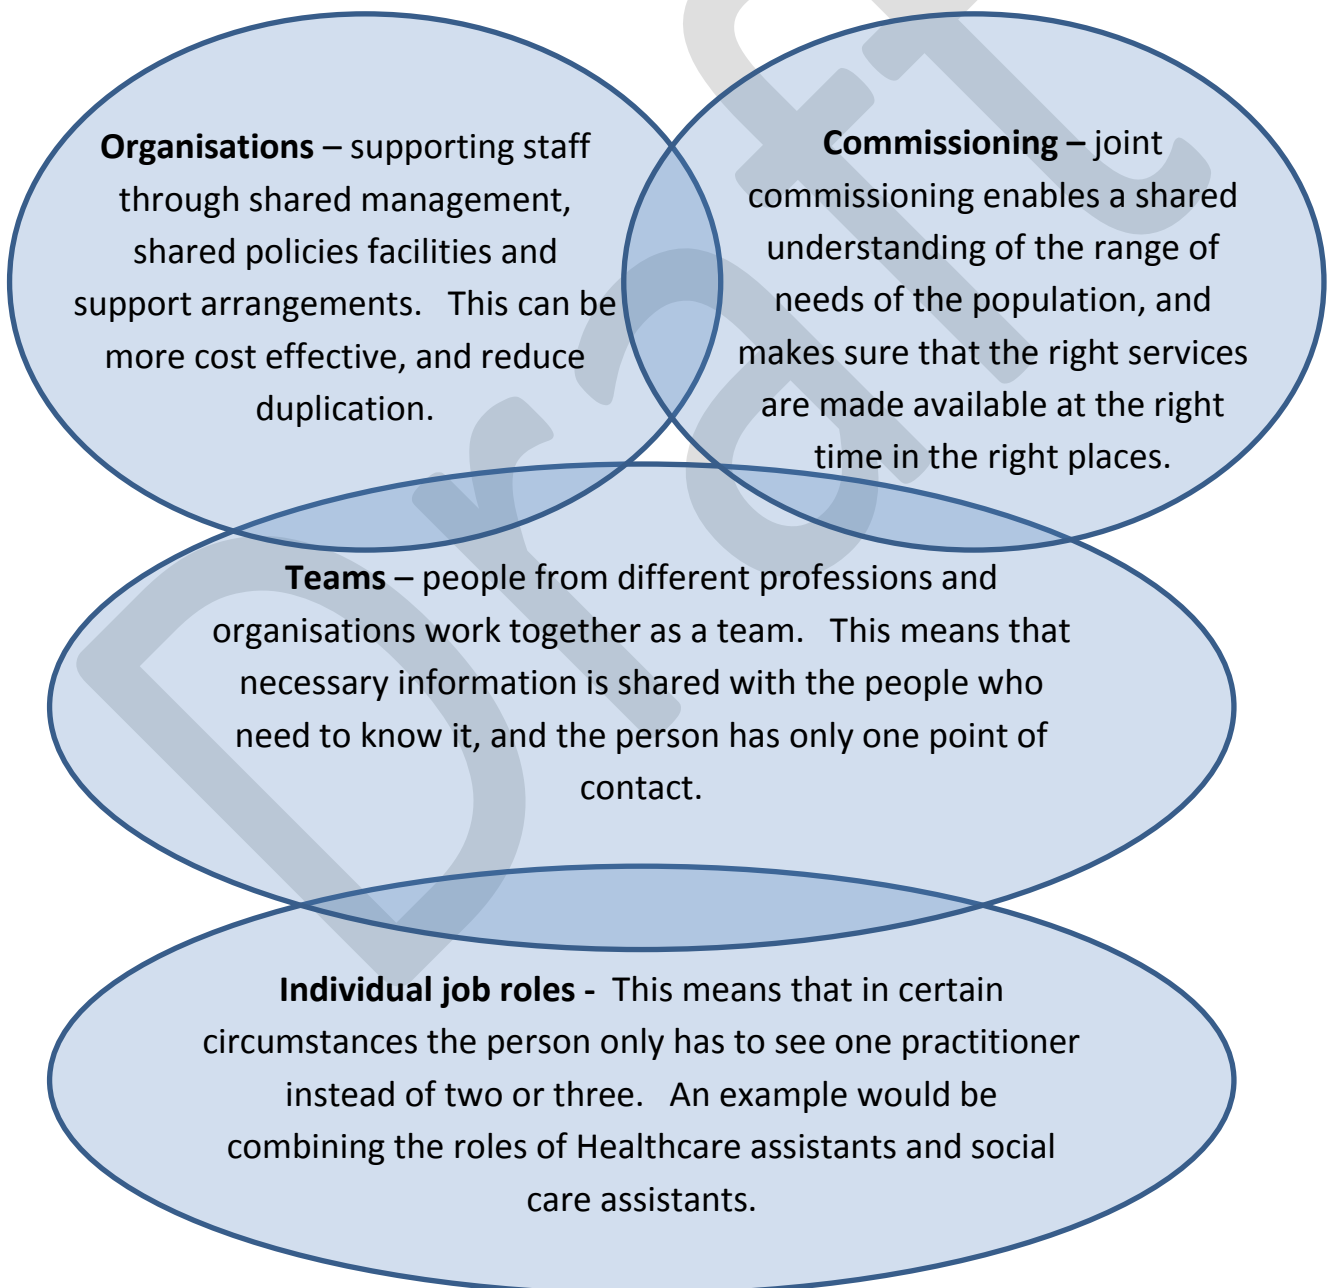 Organisations – supporting staff
through shared management,
shared policies facilities and
support arrangements.   This can be
more cost effective, and reduce
duplication.
Commissioning – joint
commissioning enables a shared
understanding of the range of
needs of the population, and
makes sure that the right services
are made available at the right
time in the right places.
Teams – people from different professions and
organisations work together as a team.   This means that
necessary information is shared with the people who
need to know it, and the person has only one point of
contact.
Individual job roles -  This means that in certain
circumstances the person only has to see one practitioner
instead of two or three.   An example would be
combining the roles of Healthcare assistants and social
care assistants.
Draft